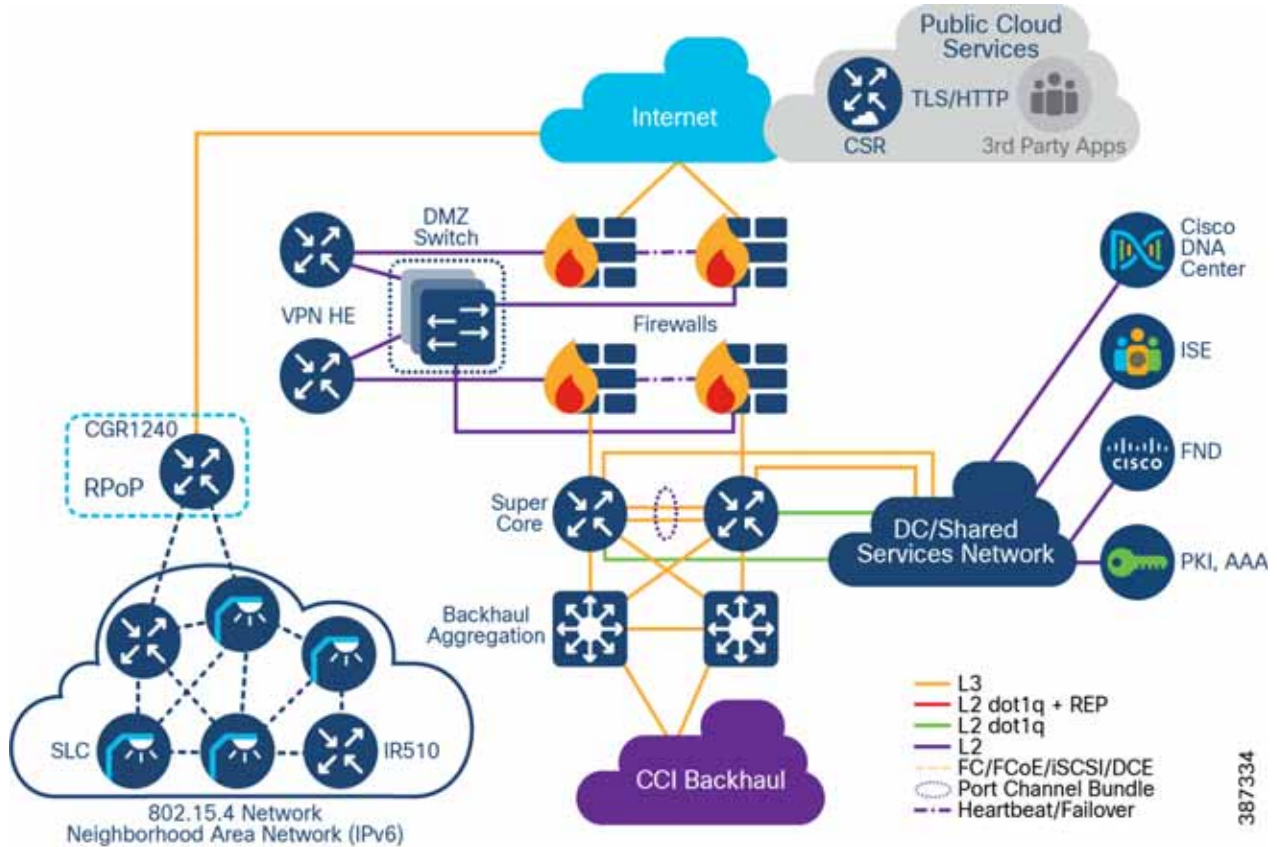 Public Cloud
Services
Internet
TLS/HTTP
CSR
3rd Party Apps
DMZ
Switch
Cisco
DNA
Center
VPN HE
Firewalls
ISE
CGR1240
RPoP
CISCO
FND
Super
Core
DC/Shared
Services Network
PKI, AAA
Backhaul
Aggregation
SLC
IR510
802.15.4 Network
Neighborhood Area Network (IPv6)
CCI Backhaul
L3
L2 dot1q + REP
L2 dot1q
L2
FC/FCoE/iSCSI/DCE
Port Channel Bundle
Heartbeat/Failover
387334